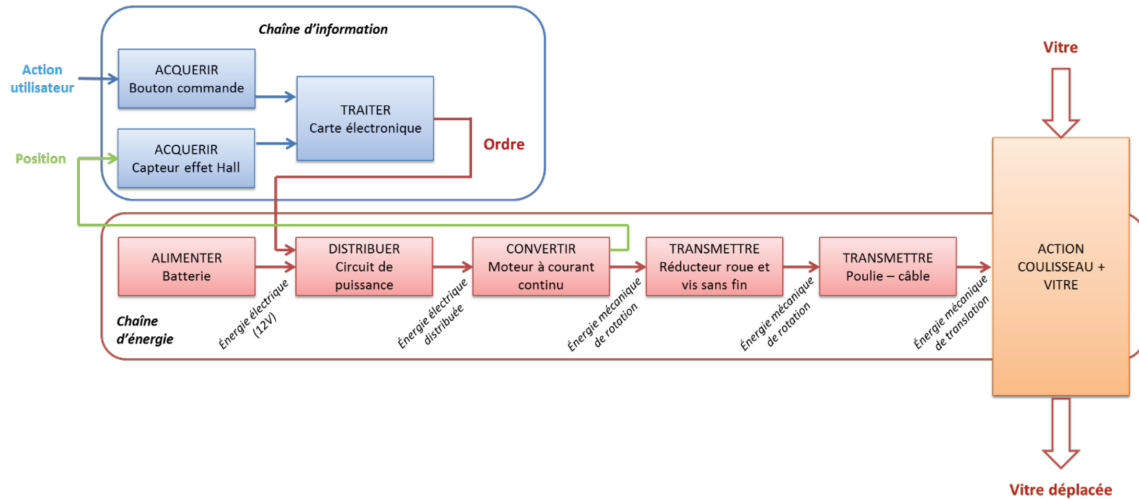 Chaîne d'information
Action
utilisateur
ACQUERIR
Bouton commande
TRAITER
Carte électronique
Position
ACQUERIR
Capteur effet Hall
Ordre
Vitre
ALIMENTER
Batterie
DISTRIBUER
Circuit de
puissance
CONVERTIR
Moteur à courant
continu
TRANSMETTRE
Réducteur roue et
vis sans fin
TRANSMETTRE
Poulie – câble
ACTION
COULISSEAU +
VITRE
Chaîne
d'énergie
Énergie électrique
(12V)
Énergie électrique
distribuée
Énergie mécanique
de rotation
Énergie mécanique
de rotation
Énergie mécanique
de translation
Vitre déplacée